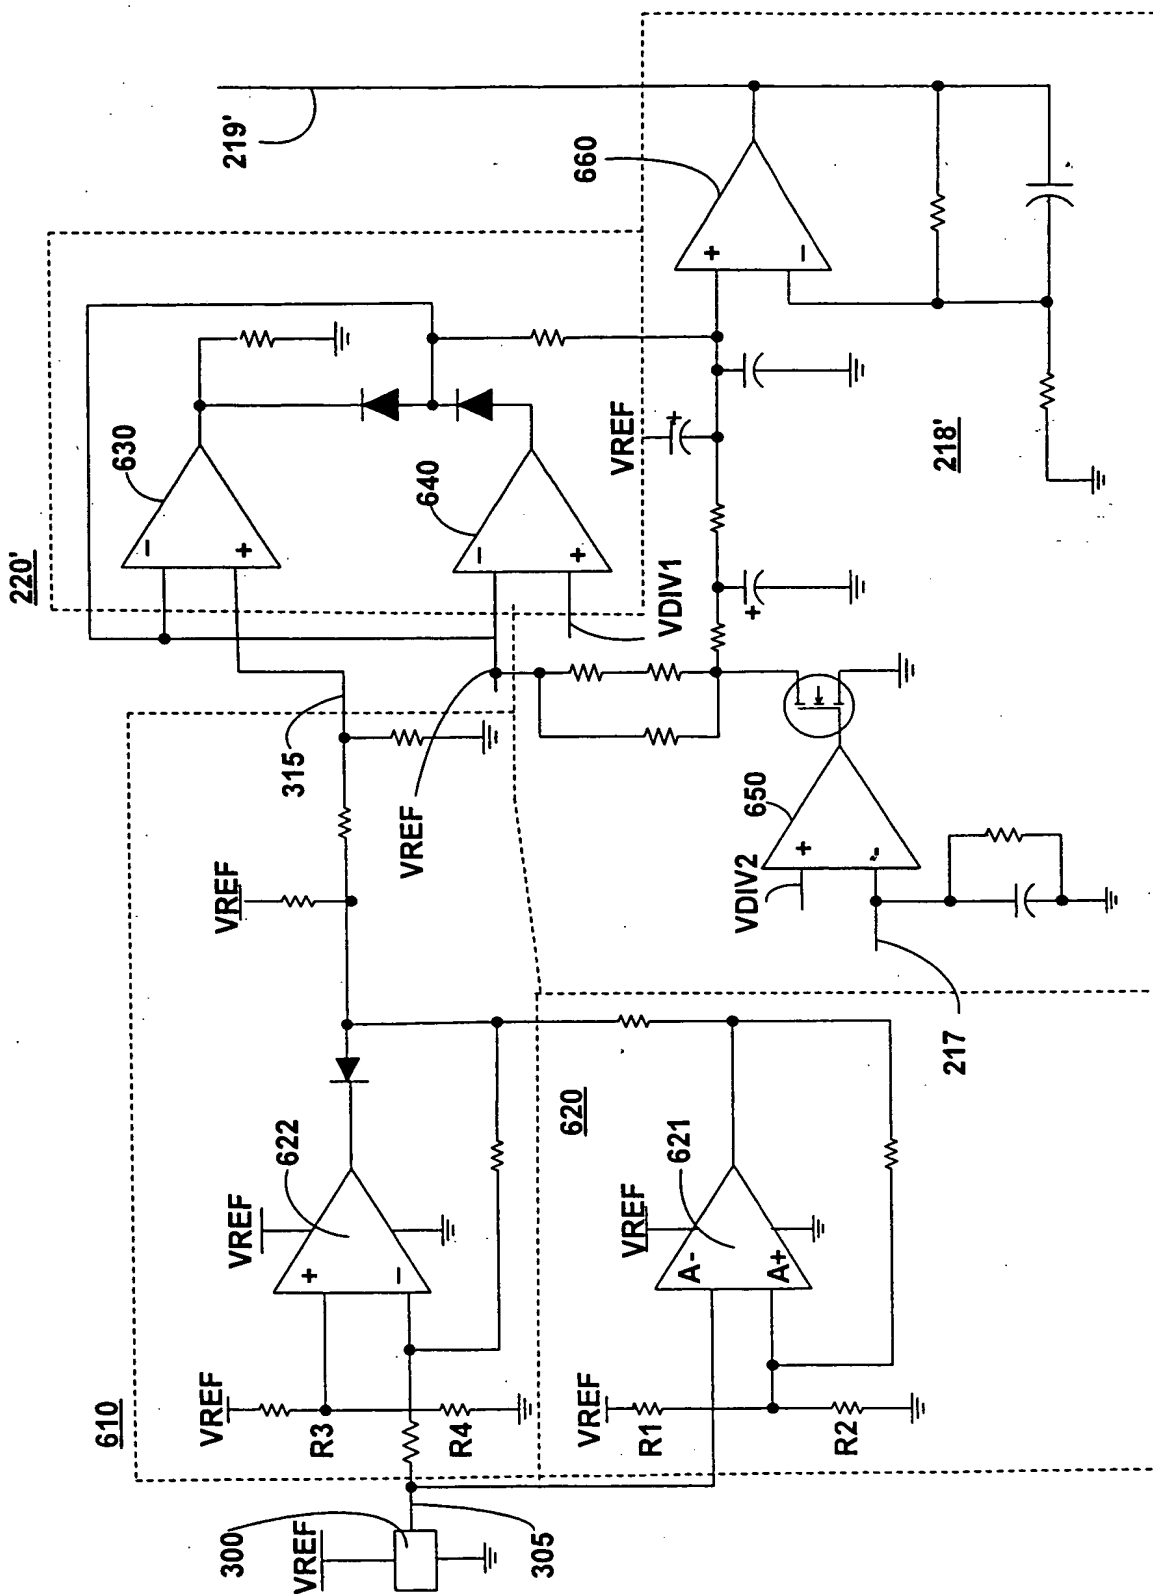 610
VREF
R3
R4
300
VREF
305
VREF
622
+
−
VREF
315
VREF
220'
630
−
+
640
−
+
VDIV1
219'
VREF
R1
R2
620
VREF
621
A-
A+
217
VDIV2
650
+
-
VREF
+
+
660
+
−
218'